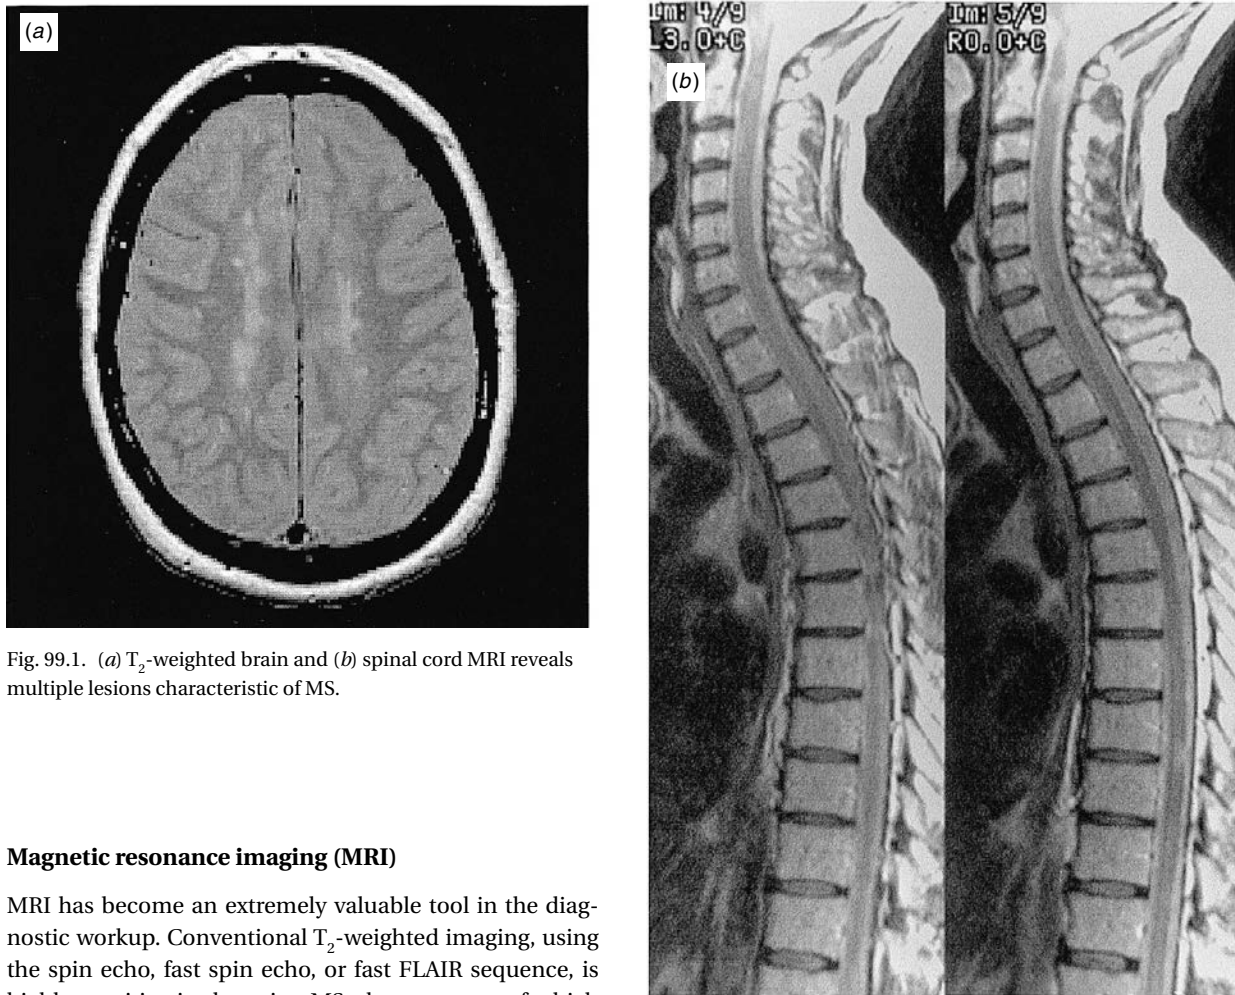 (a)
Fig. 99.1. (a) T2-weighted brain and (b) spinal cord MRI reveals
multiple lesions characteristic of MS.
Magnetic resonance imaging (MRI)
MRI has become an extremely valuable tool in the diag-
nostic workup. Conventional T2-weighted imaging, using
the spin echo, fast spin echo, or fast FLAIR sequence, is
Im: 4/9
L3.0+C
(b)
Im: 5/9
R0.0+C